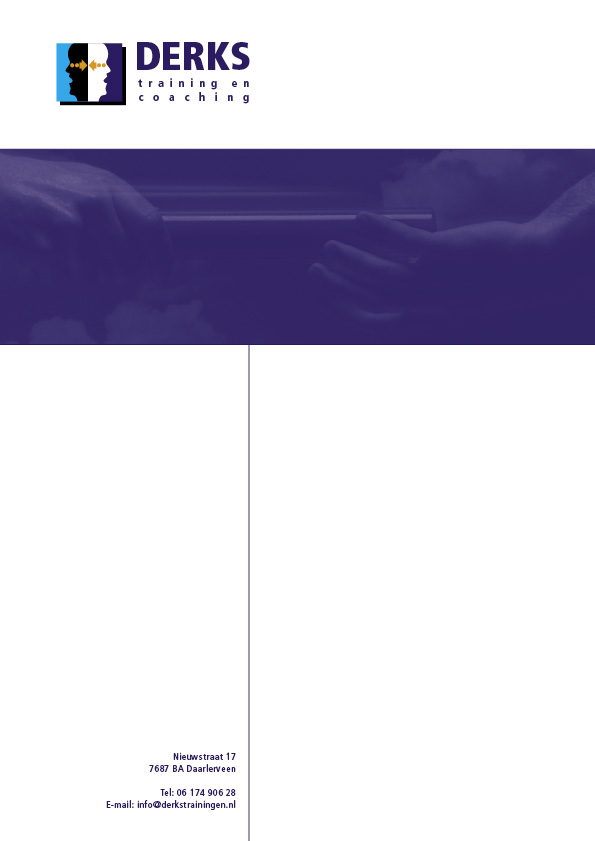 DERKS
training en
coaching
Nieuwstraat 17
7687 BA Daarlerveen
Tel: 06 174 906 28
E-mail: info@derkstrainingen.nl